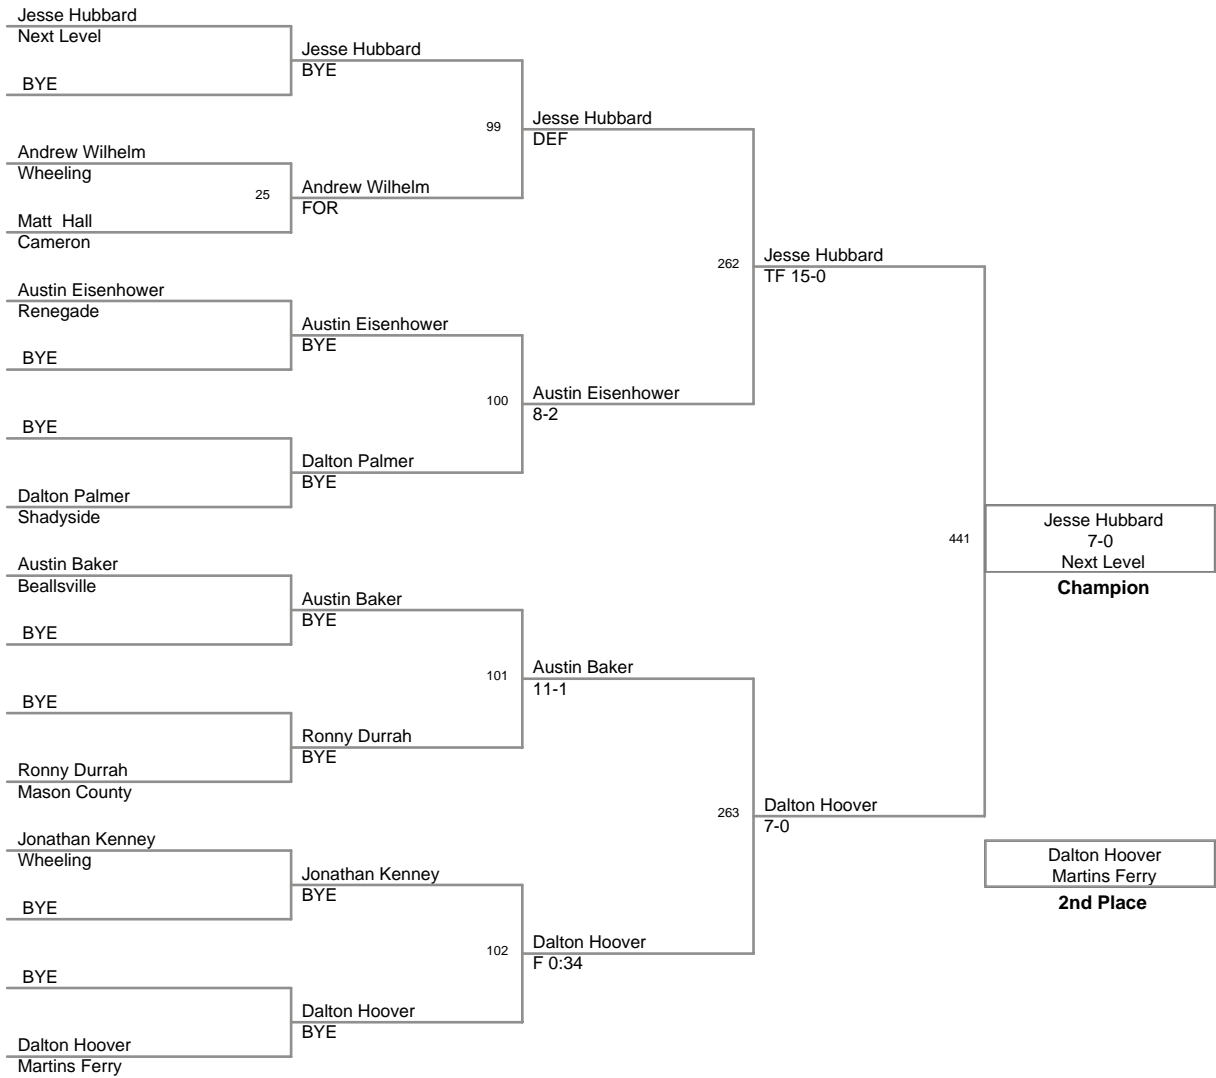 Jesse Hubbard
Next Level
BYE
Andrew Wilhelm
Wheeling
Matt  Hall
Cameron
Austin Eisenhower
Renegade
BYE
BYE
Dalton Palmer
Shadyside
Austin Baker
Beallsville
BYE
BYE
Ronny Durrah
Mason County
Jonathan Kenney
Wheeling
BYE
BYE
Dalton Hoover
Martins Ferry
Jesse Hubbard
BYE
25
Andrew Wilhelm
FOR
Austin Eisenhower
BYE
Dalton Palmer
BYE
Austin Baker
BYE
Ronny Durrah
BYE
Jonathan Kenney
BYE
Dalton Hoover
BYE
99
Jesse Hubbard
DEF
100
Austin Eisenhower
8-2
101
Austin Baker
11-1
102
Dalton Hoover
F 0:34
262
Jesse Hubbard
TF 15-0
263
Dalton Hoover
7-0
441
Jesse Hubbard
7-0
Next Level
Champion
Dalton Hoover
Martins Ferry
2nd Place